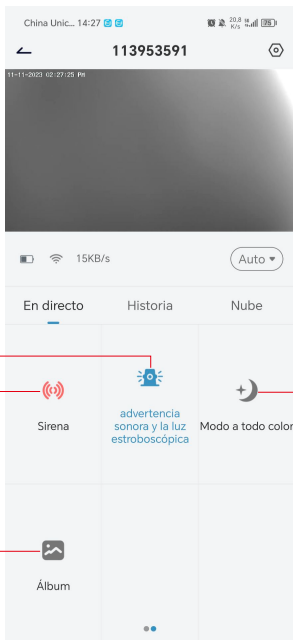 China Unic... 14:27
20.8 K/s
75
113953591
11-11-2023 02:27:25 PM
15KB/s
Auto
En directo
Historia
Nube
Sirena
advertencia
sonora y la luz
estroboscópica
Modo a todo color
Álbum